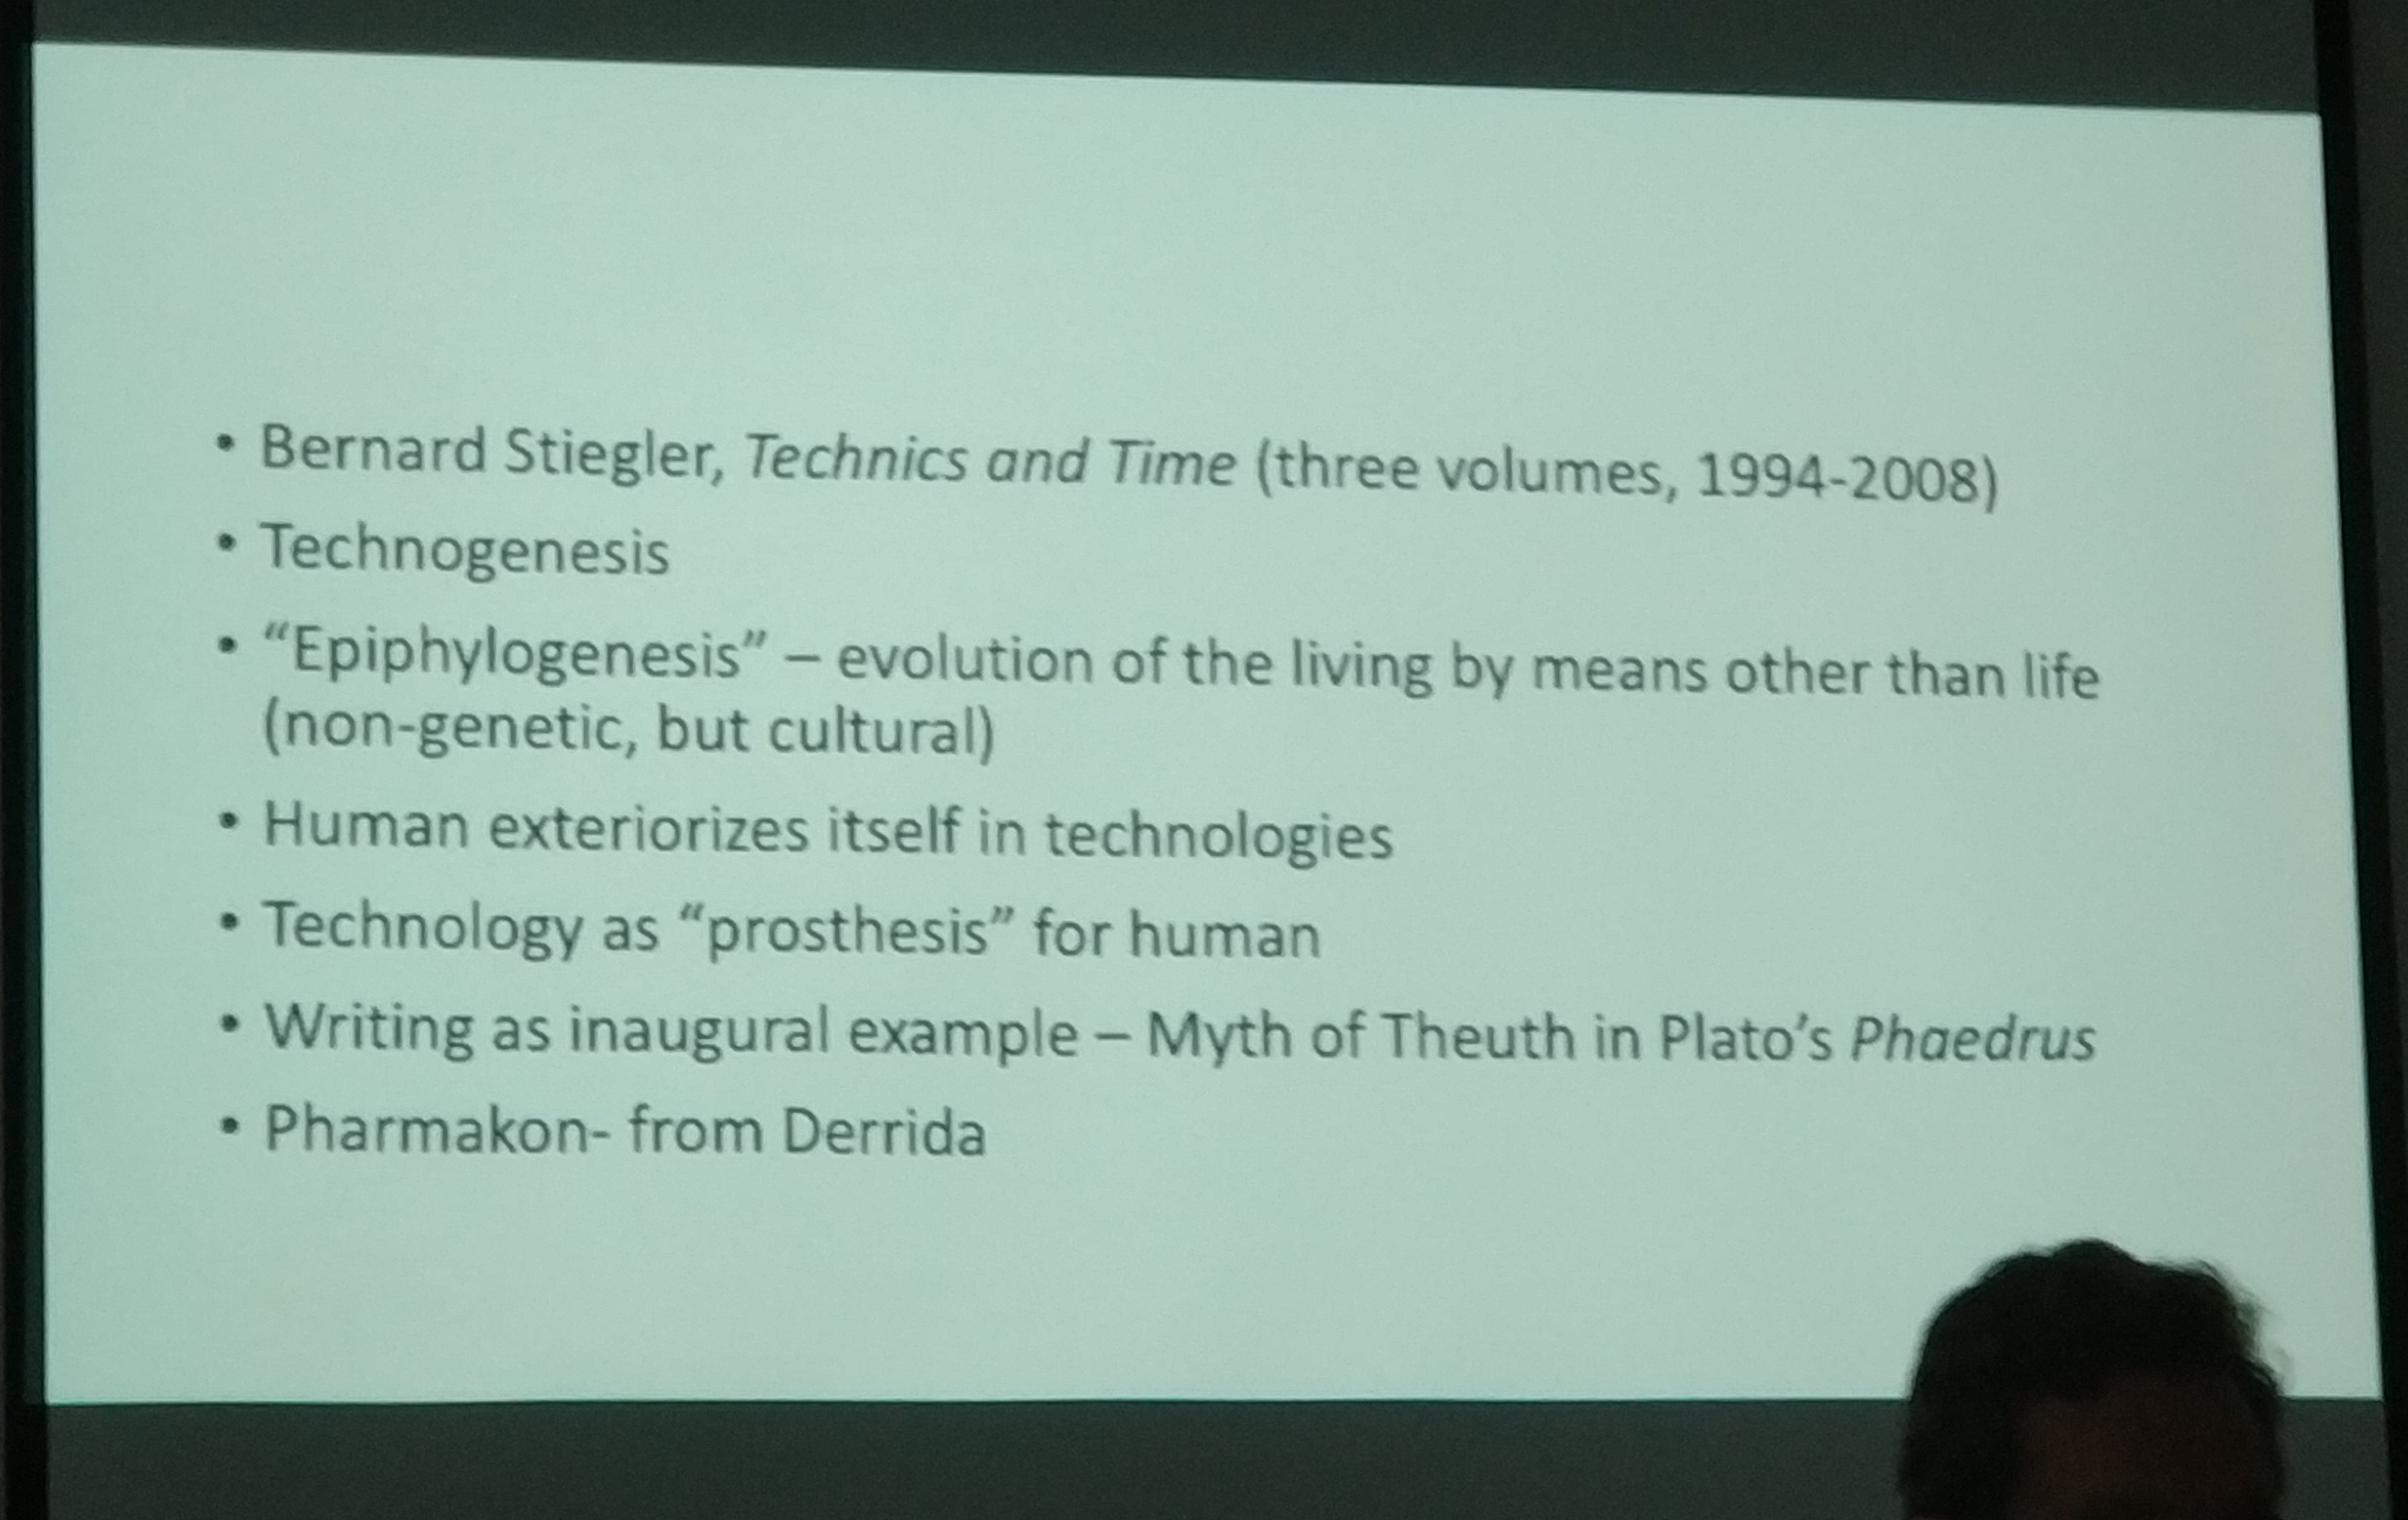 • Bernard Stiegler, Technics and Time (three volumes, 1994-2008)
• Technogenesis
• “Epiphylogenesis” – evolution of the living by means other than life
(non-genetic, but cultural)
• Human exteriorizes itself in technologies
• Technology as “prosthesis” for human
• Writing as inaugural example – Myth of Theuth in Plato’s Phaedrus
• Pharmakon- from Derrida